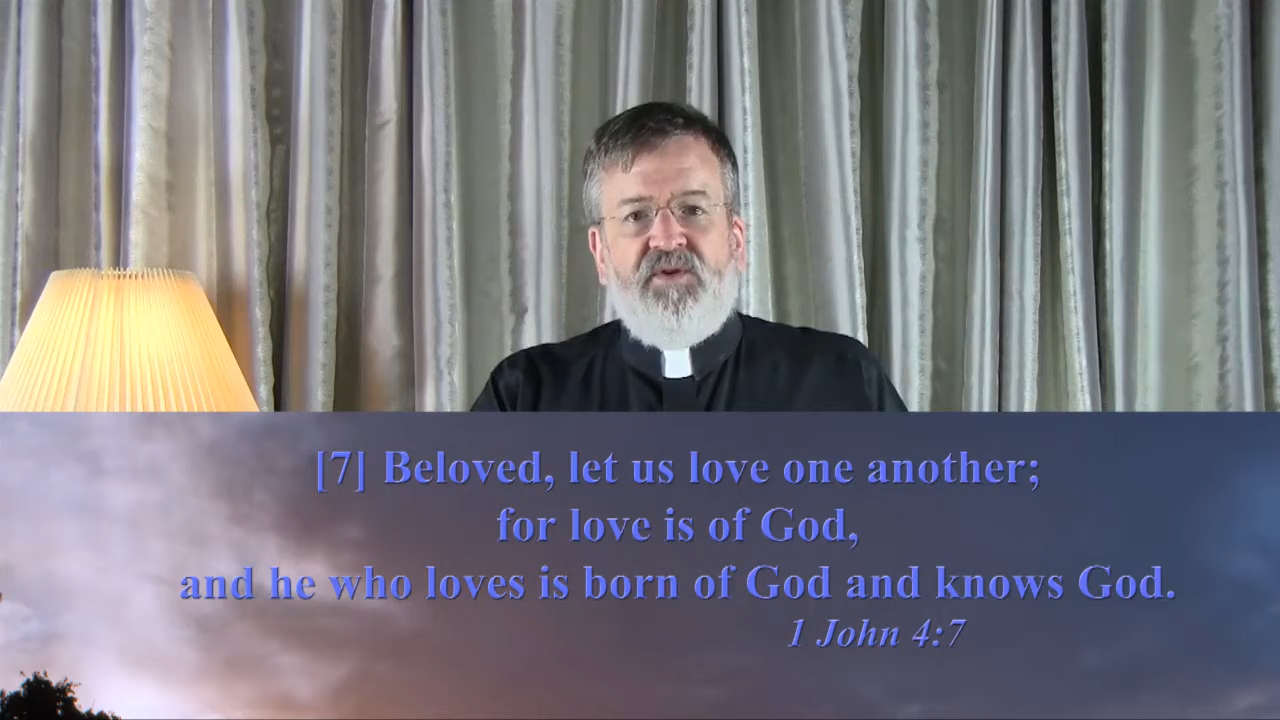 [7] Beloved, let us love one another;
for love is of God,
and he who loves is born of God and knows God.
1 John 4:7